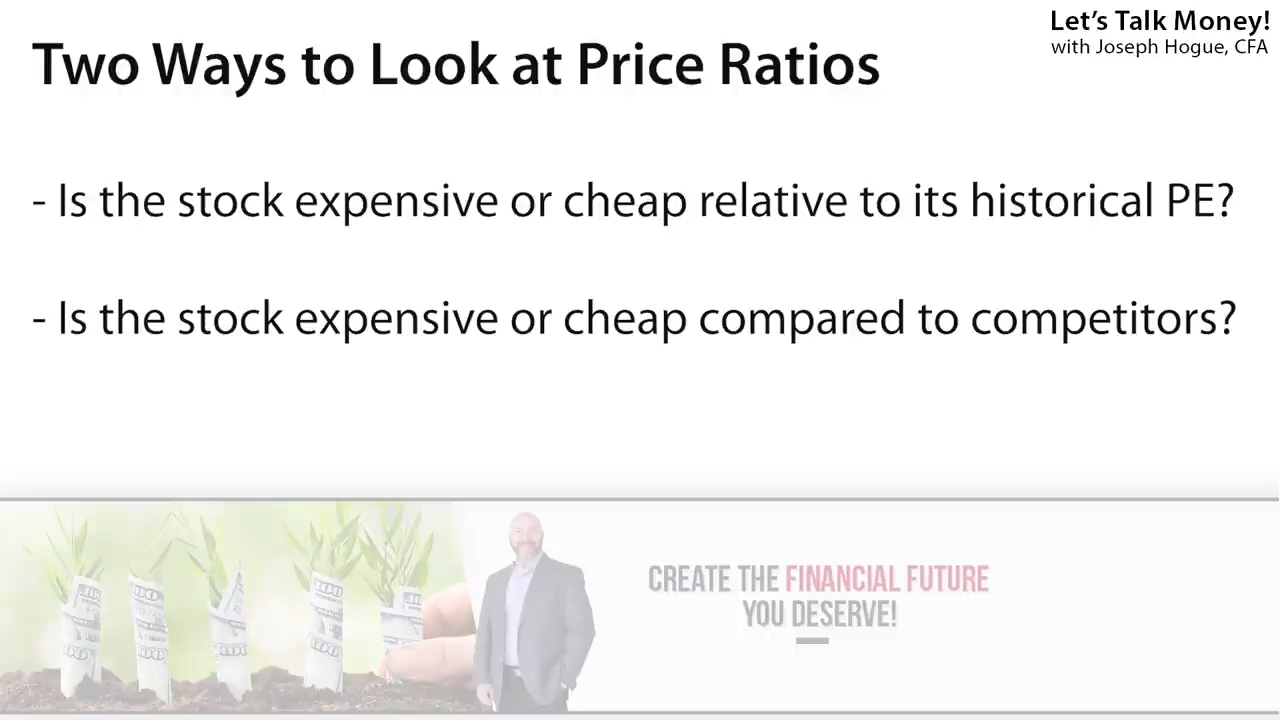 Let's Talk Money!
with Joseph Hogue, CFA
Two Ways to Look at Price Ratios
- Is the stock expensive or cheap relative to its historical PE?
- Is the stock expensive or cheap compared to competitors?
CREATE THE FINANCIAL FUTURE
YOU DESERVE!